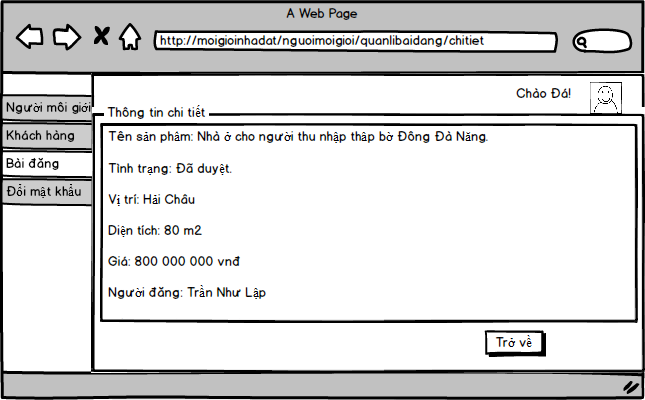 A Web Page
http://moigioinhadat/nguoimoigioi/quanlibaidang/chitiet
Chào Đá!
Người môi giới
Khách hàng
Bài đăng
Đổi mật khẩu
Thông tin chi tiết
Tên sản phẩm: Nhà ở cho người thu nhập thấp bờ Đông Đà Nẵng.
Tình trạng: Đã duyệt.
Vị trí: Hải Châu
Diện tích: 80 m2
Giá: 800 000 000 vnđ
Người đăng: Trần Như Lập
Trở về